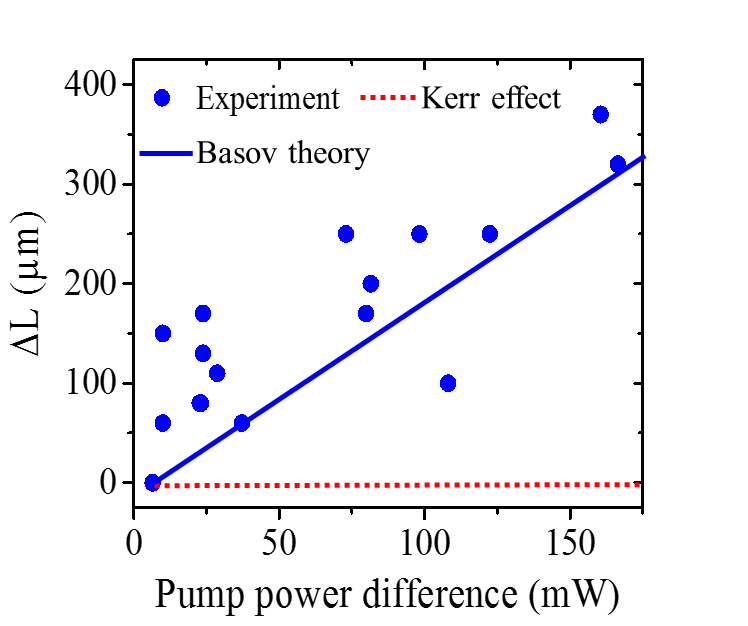 400
Experiment
Kerr effect
Basov theory
300
ΔL (μm)
200
100
0
0 50 100 150
Pump power difference (mW)